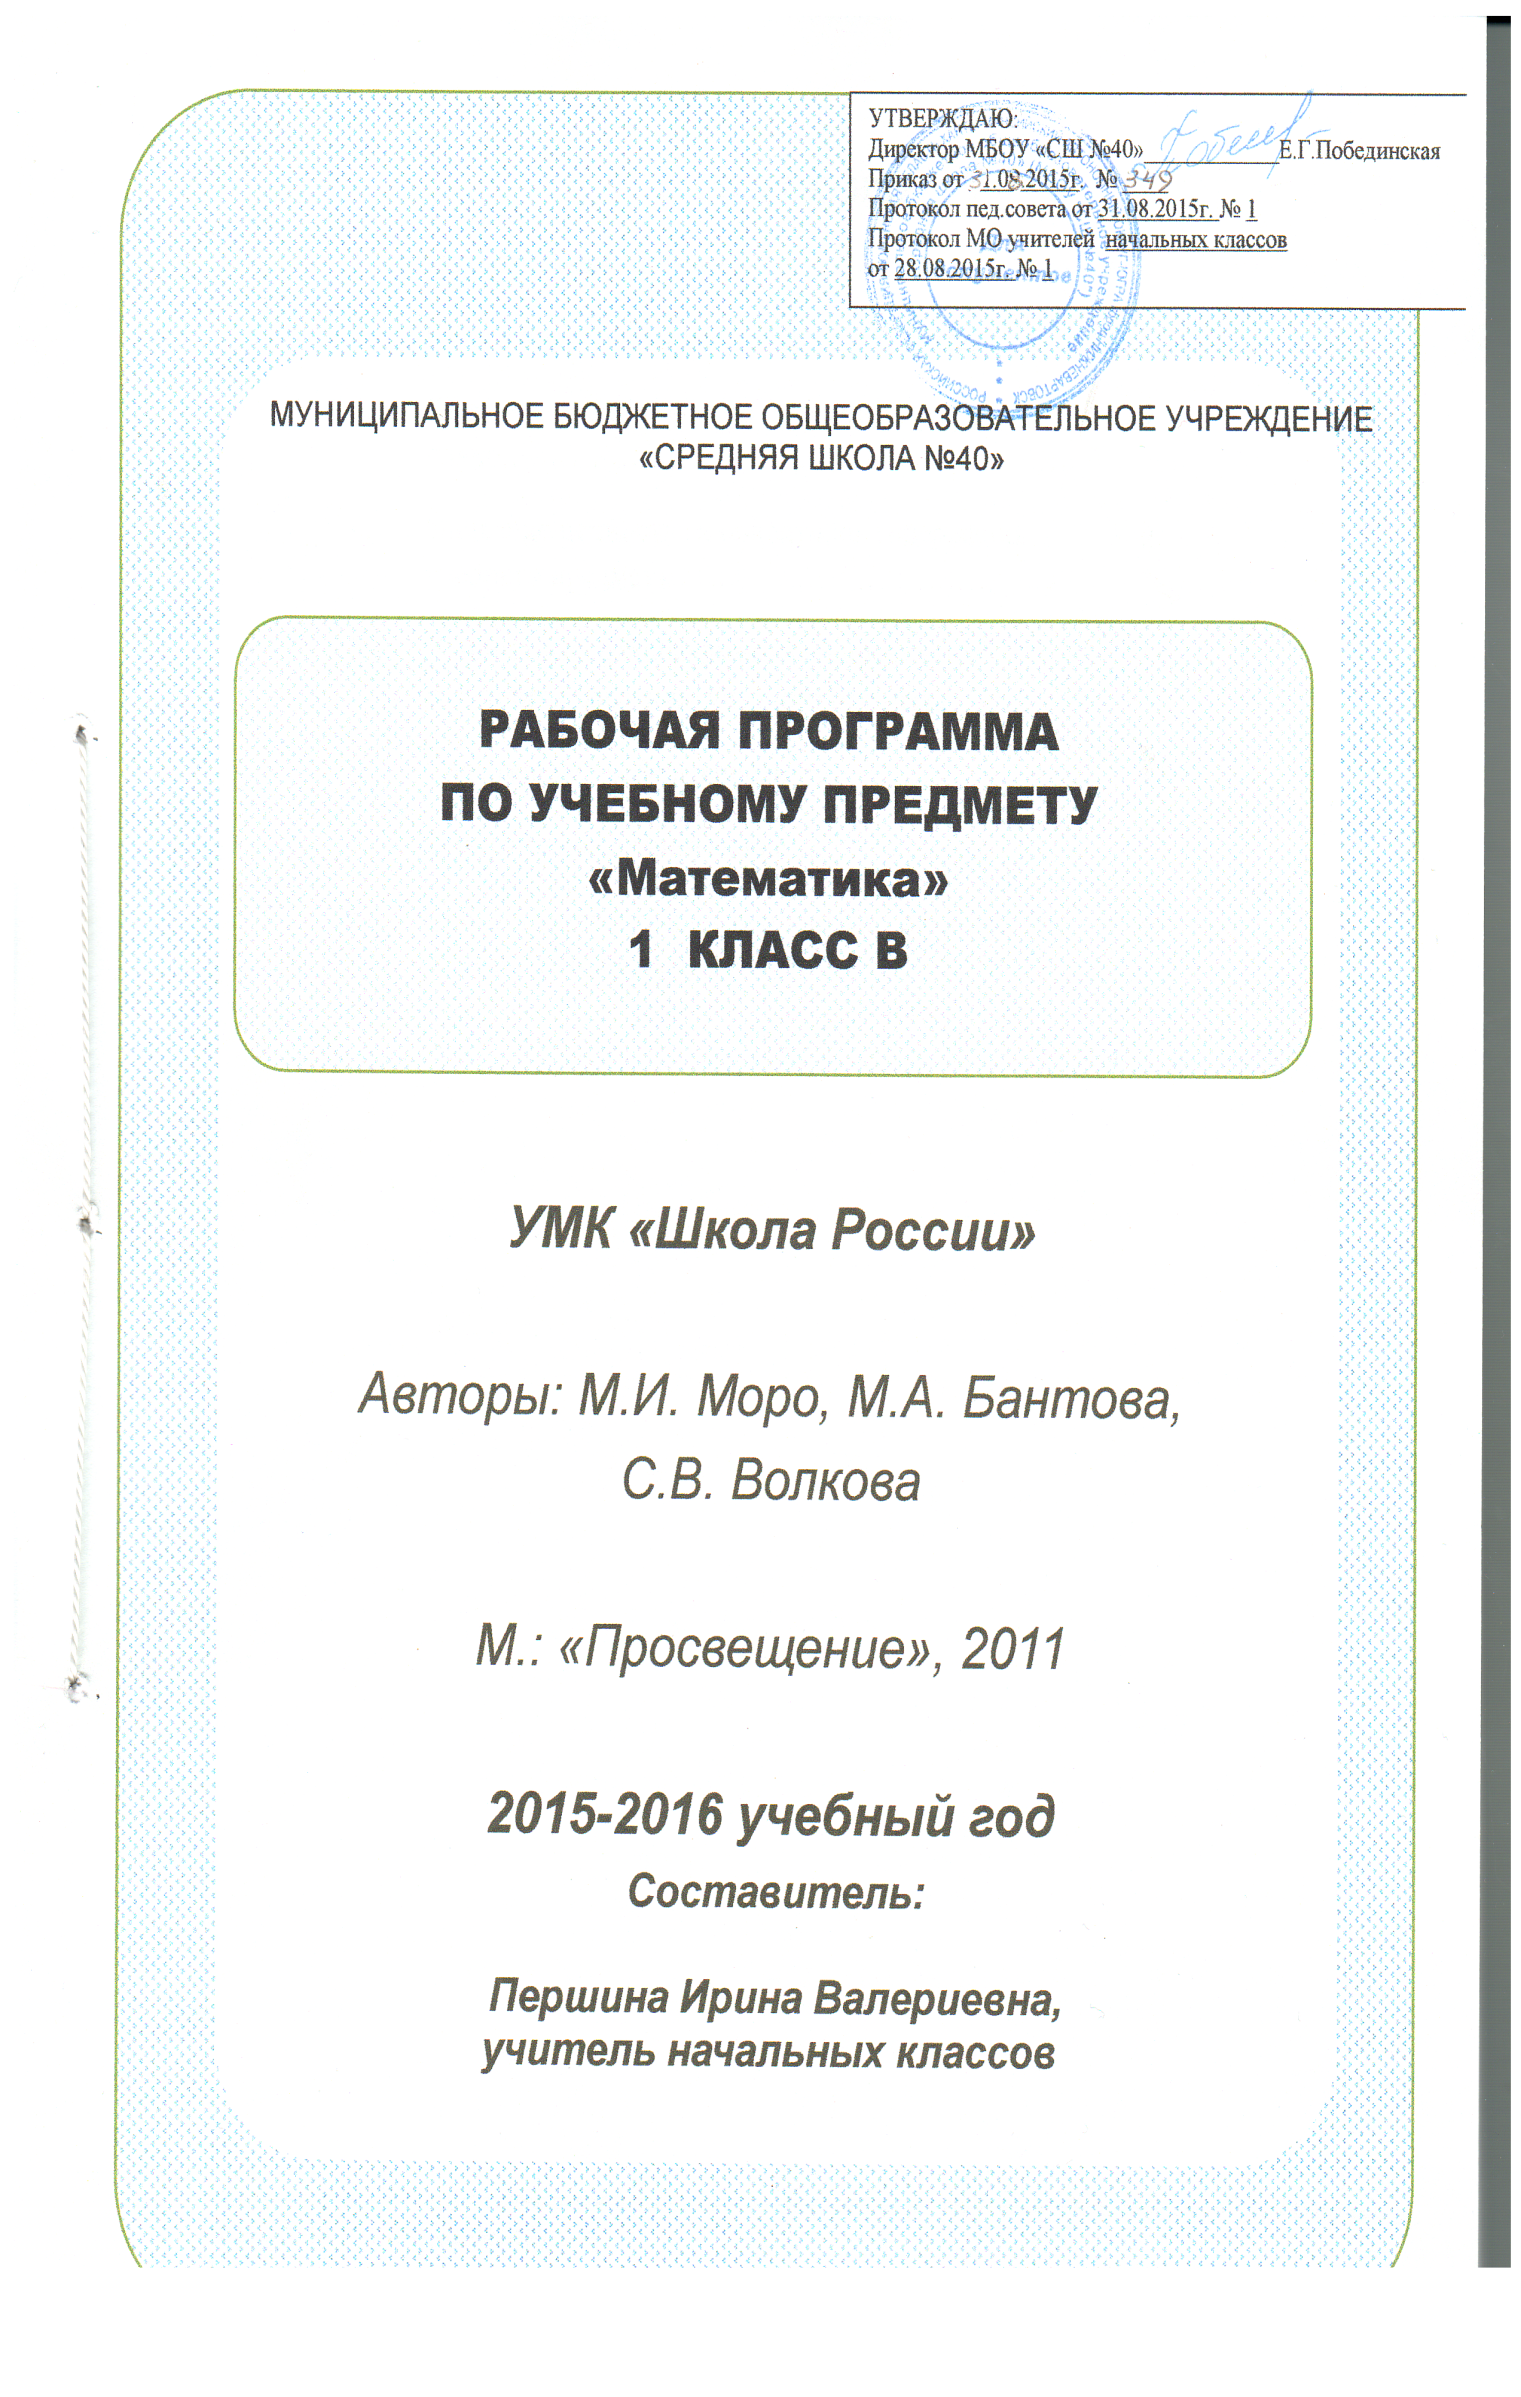 УТВЕРЖДАЮ:
Директор МБОУ «СШ №40»__________Е.Г.Побединская
Приказ от 31.08.2015г. № 349
Протокол пед.совета от 31.08.2015г. № 1
Протокол МО учителей начальных классов
от 28.08.2015г. № 1
МУНИЦИПАЛЬНОЕ БЮДЖЕТНОЕ ОБЩЕОБРАЗОВАТЕЛЬНОЕ УЧРЕЖДЕНИЕ
«СРЕДНЯЯ ШКОЛА №40»
РАБОЧАЯ ПРОГРАММА
ПО УЧЕБНОМУ ПРЕДМЕТУ
«Математика»
1 КЛАСС В
УМК «Школа России»
Авторы: М.И. Моро, М.А. Бантова,
С.В. Волкова
М.: «Просвещение», 2011
2015-2016 учебный год
Составитель:
Першина Ирина Валериевна,
учитель начальных классов